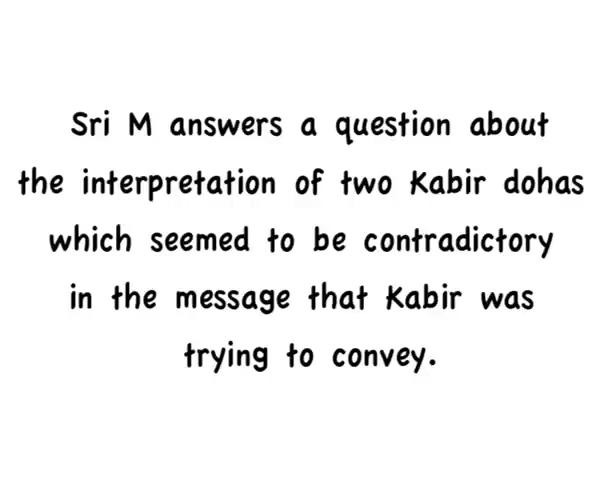 Sri M answers a question about
the interpretation of two Kabir dohas
which seemed to be contradictory
in the message that Kabir was
trying to convey.